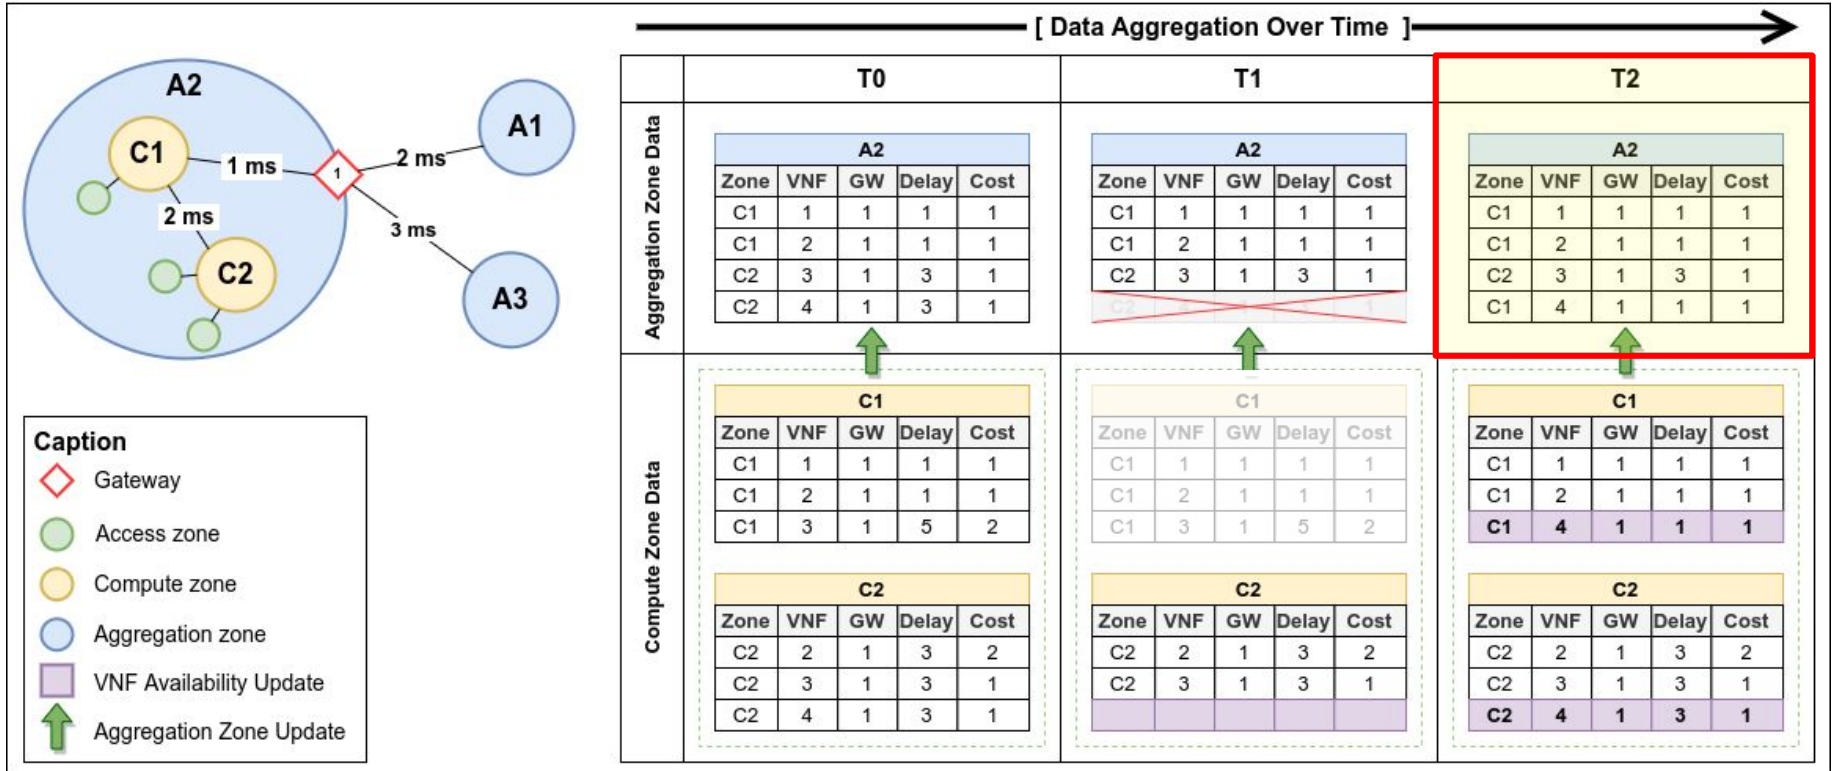 [ Data Aggregation Over Time ]
A2
C1
C2
1 ms
2 ms
1
2 ms
3 ms
A1
A3
Caption
Gateway
Access zone
Compute zone
Aggregation zone
VNF Availability Update
Aggregation Zone Update
T0 T1 T2
Aggregation Zone Data
A2
Zone VNF GW Delay Cost
C1 1 1 1 1
C1 2 1 1 1
C2 3 1 3 1
C2 4 1 3 1
A2
Zone VNF GW Delay Cost
C1 1 1 1 1
C1 2 1 1 1
C2 3 1 3 1
C2 1 1
A2
Zone VNF GW Delay Cost
C1 1 1 1 1
C1 2 1 1 1
C2 3 1 3 1
C1 4 1 1 1
Compute Zone Data
C1
Zone VNF GW Delay Cost
C1 1 1 1 1
C1 2 1 1 1
C1 3 1 5 2
C2
Zone VNF GW Delay Cost
C2 2 1 3 2
C2 3 1 3 1
C2 4 1 3 1
C1
Zone VNF GW Delay Cost
C1 1 1 1 1
C1 2 1 1 1
C1 3 1 5 2
C2
Zone VNF GW Delay Cost
C2 2 1 3 2
C2 3 1 3 1
C1
Zone VNF GW Delay Cost
C1 1 1 1 1
C1 2 1 1 1
C1 4 1 1 1
C2
Zone VNF GW Delay Cost
C2 2 1 3 2
C2 3 1 3 1
C2 4 1 3 1